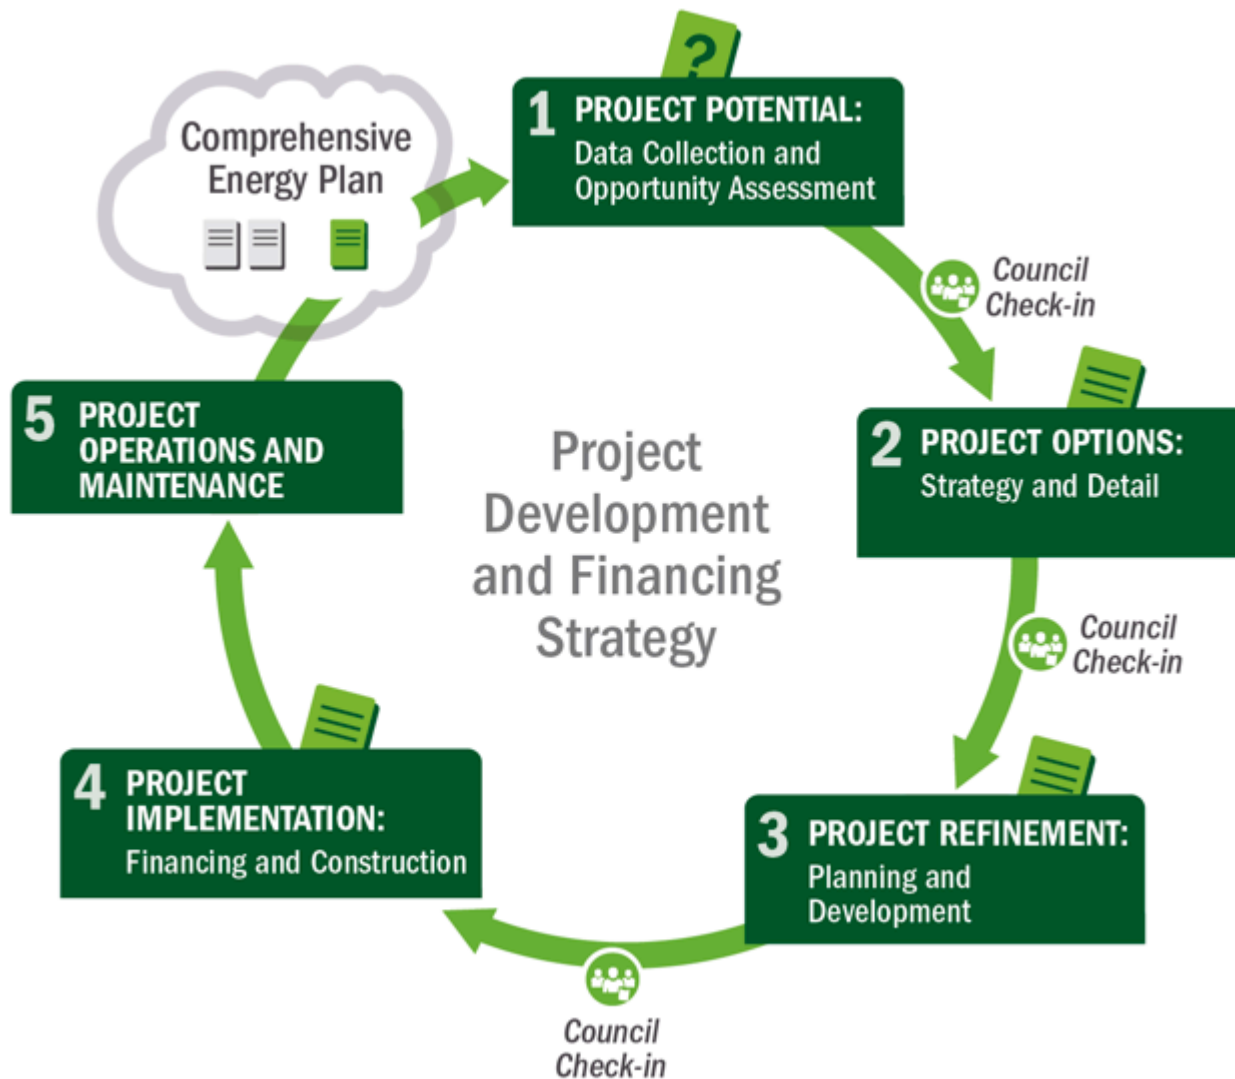 Comprehensive
Energy Plan
?
1 PROJECT POTENTIAL:
Data Collection and
Opportunity Assessment
Council
Check-in
2 PROJECT OPTIONS:
Strategy and Detail
Council
Check-in
3 PROJECT REFINEMENT:
Planning and
Development
Council
Check-in
4 PROJECT
IMPLEMENTATION:
Financing and Construction
5 PROJECT
OPERATIONS AND
MAINTENANCE
Project
Development
and Financing
Strategy